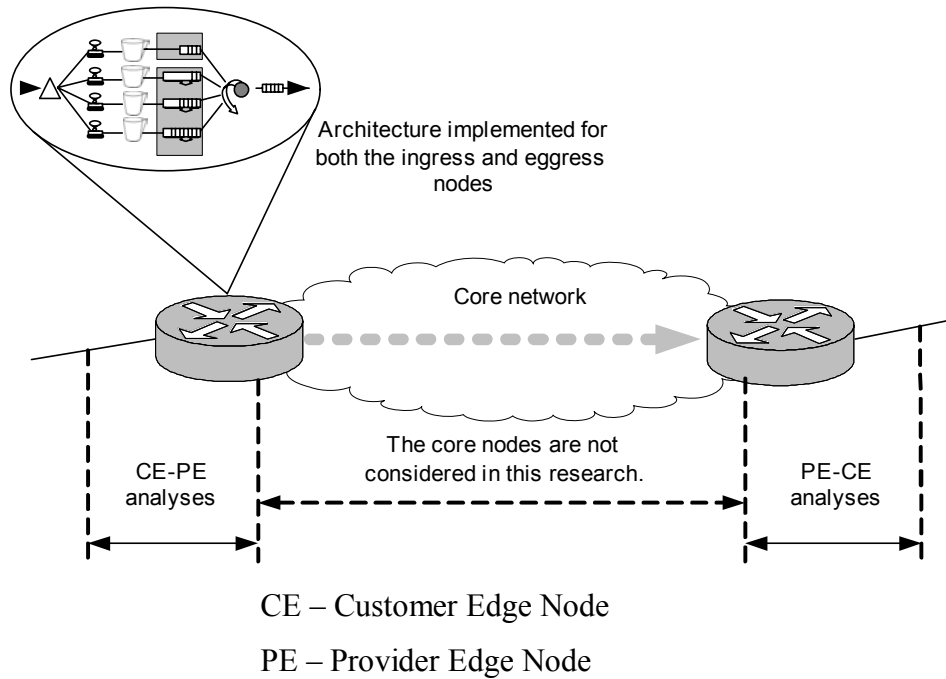 Architecture implemented for
both the ingress and eggress
nodes
Core network
The core nodes are not
considered in this research.
CE-PE
analyses
PE-CE
analyses
CE – Customer Edge Node
PE – Provider Edge Node